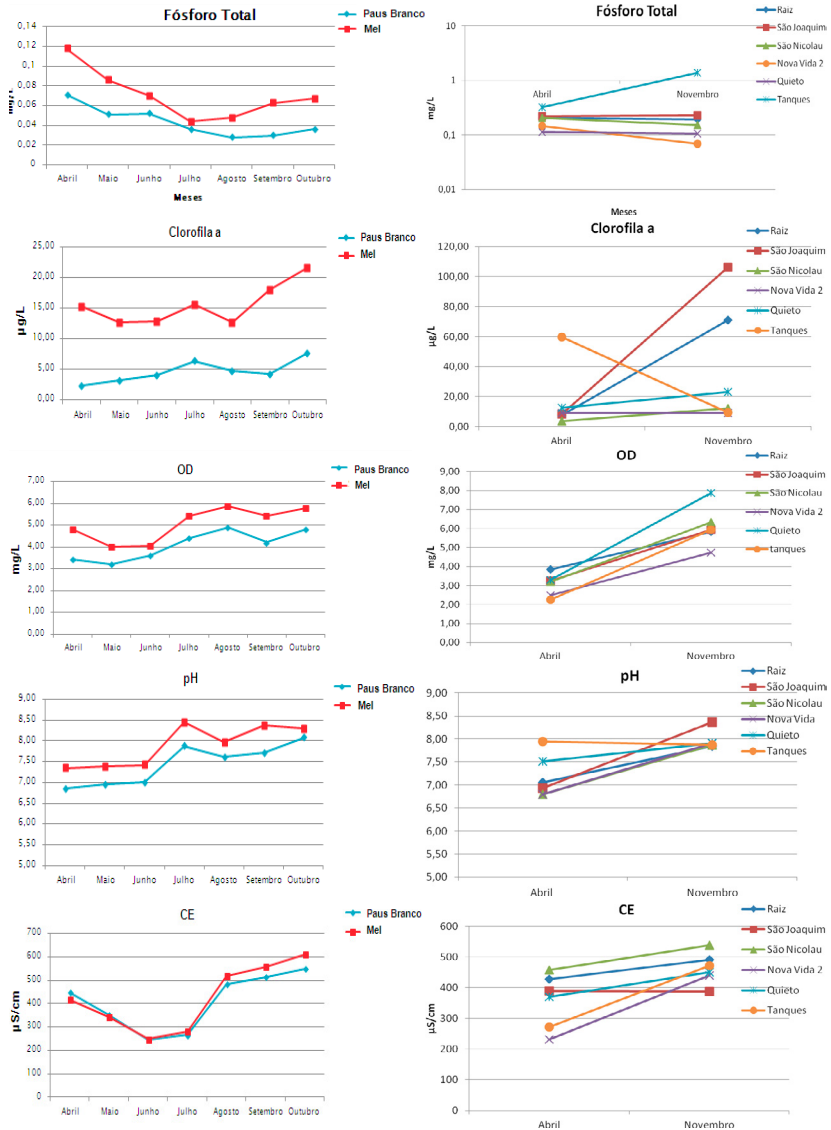 Fósforo Total
Paus Branco
Mel
0,14
0,12
0,1
0,08
0,06
0,04
0,02
0
mg/L
Abril Maio Junho Julho Agosto Setembro Outubro
Meses
Fósforo Total
Raiz
São Joaquim
São Nicolau
Nova Vida 2
Quieto
Tanques
10
1
0,1
0,01
mg/L
Abril Novembro
Meses
Clorofila a
Paus Branco
Mel
25,00
20,00
15,00
10,00
5,00
0,00
µg/L
Abril Maio Junho Julho Agosto Setembro Outubro
Clorofila a
Raiz
São Joaquim
São Nicolau
Nova Vida 2
Quieto
Tanques
120,00
100,00
80,00
60,00
40,00
20,00
0,00
µg/L
Abril Novembro
OD
Paus Branco
Mel
7,00
6,00
5,00
4,00
3,00
2,00
1,00
0,00
mg/L
Abril Maio Junho Julho Agosto Setembro Outubro
OD
Raiz
São Joaquim
São Nicolau
Nova Vida 2
Quieto
tanques
9,00
8,00
7,00
6,00
5,00
4,00
3,00
2,00
1,00
0,00
mg/L
Abril Novembro
pH
Paus Branco
Mel
9,00
8,50
8,00
7,50
7,00
6,50
6,00
5,50
5,00
Abril Maio Junho Julho Agosto Setembro Outubro
pH
Raiz
São Joaquim
São Nicolau
Nova Vida
Quieto
Tanques
9,00
8,50
8,00
7,50
7,00
6,50
6,00
5,50
5,00
Abril Novembro
CE
Paus Branco
Mel
700
600
500
400
300
200
100
0
µS/cm
Abril Maio Junho Julho Agosto Setembro Outubro
CE
Raiz
São Joaquim
São Nicolau
Nova Vida 2
Quieto
Tanques
600
500
400
300
200
100
0
µS/cm
Abril Novembro